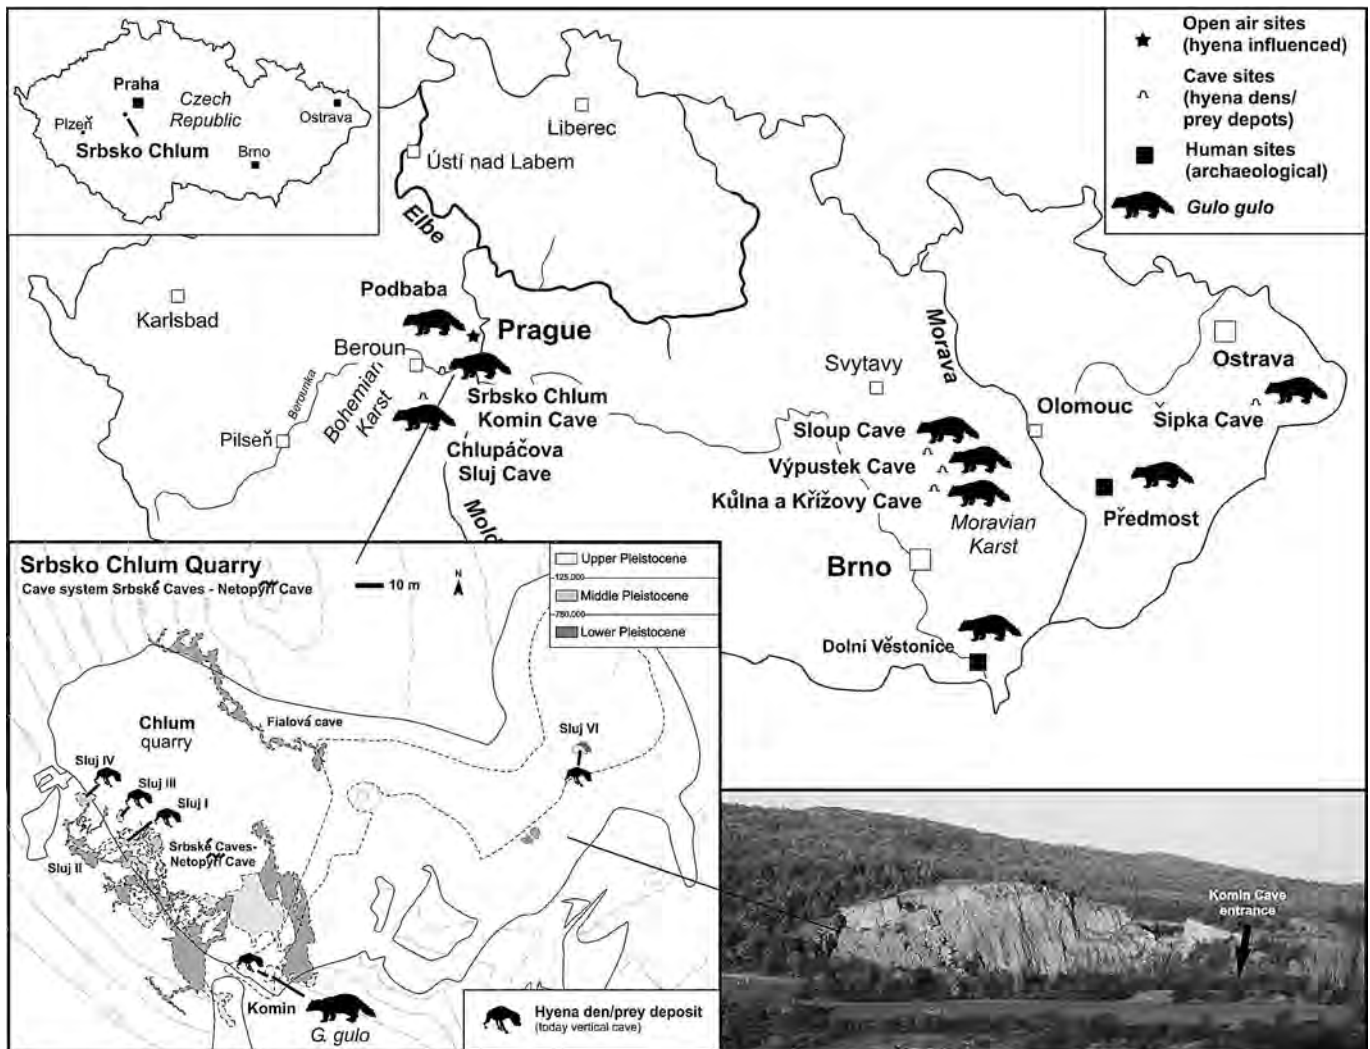 Praha
Czech
Republic
Plzeň
Ostrava
Srbsko Chlum
Brno
Open air sites
(hyena influenced)
Cave sites
(hyena dens/
prey depots)
Human sites
(archaeological)
Gulo gulo
Liberec
Ústí nad Labem
Elbe
Karlsbad
Podbaba
Prague
Beroun
Berounka
Bohemian
Karst
Pilseň
Srbsko Chlum
Komin Cave
Chlupáčova
Sluj Cave
Morava
Svytavy
Ostrava
Olomouc
Šipka Cave
Sloup Cave
Výpustek Cave
Kůlna a Křížovy Cave
Moravian
Karst
Předmost
Brno
Dolní Věstonice
Srbsko Chlum Quarry
Cave system Srbské Caves - Netopýři Cave
10 m
N
Upper Pleistocene
125.000
Middle Pleistocene
780.000
Lower Pleistocene
Fialová cave
Chlum
quarry
Sluj VI
Sluj IV
Sluj III
Sluj I
Srbské Caves-
Netopýři Cave
Sluj II
Komin
G. gulo
Hyena den/prey deposit
(today vertical cave)
Komin Cave
entrance